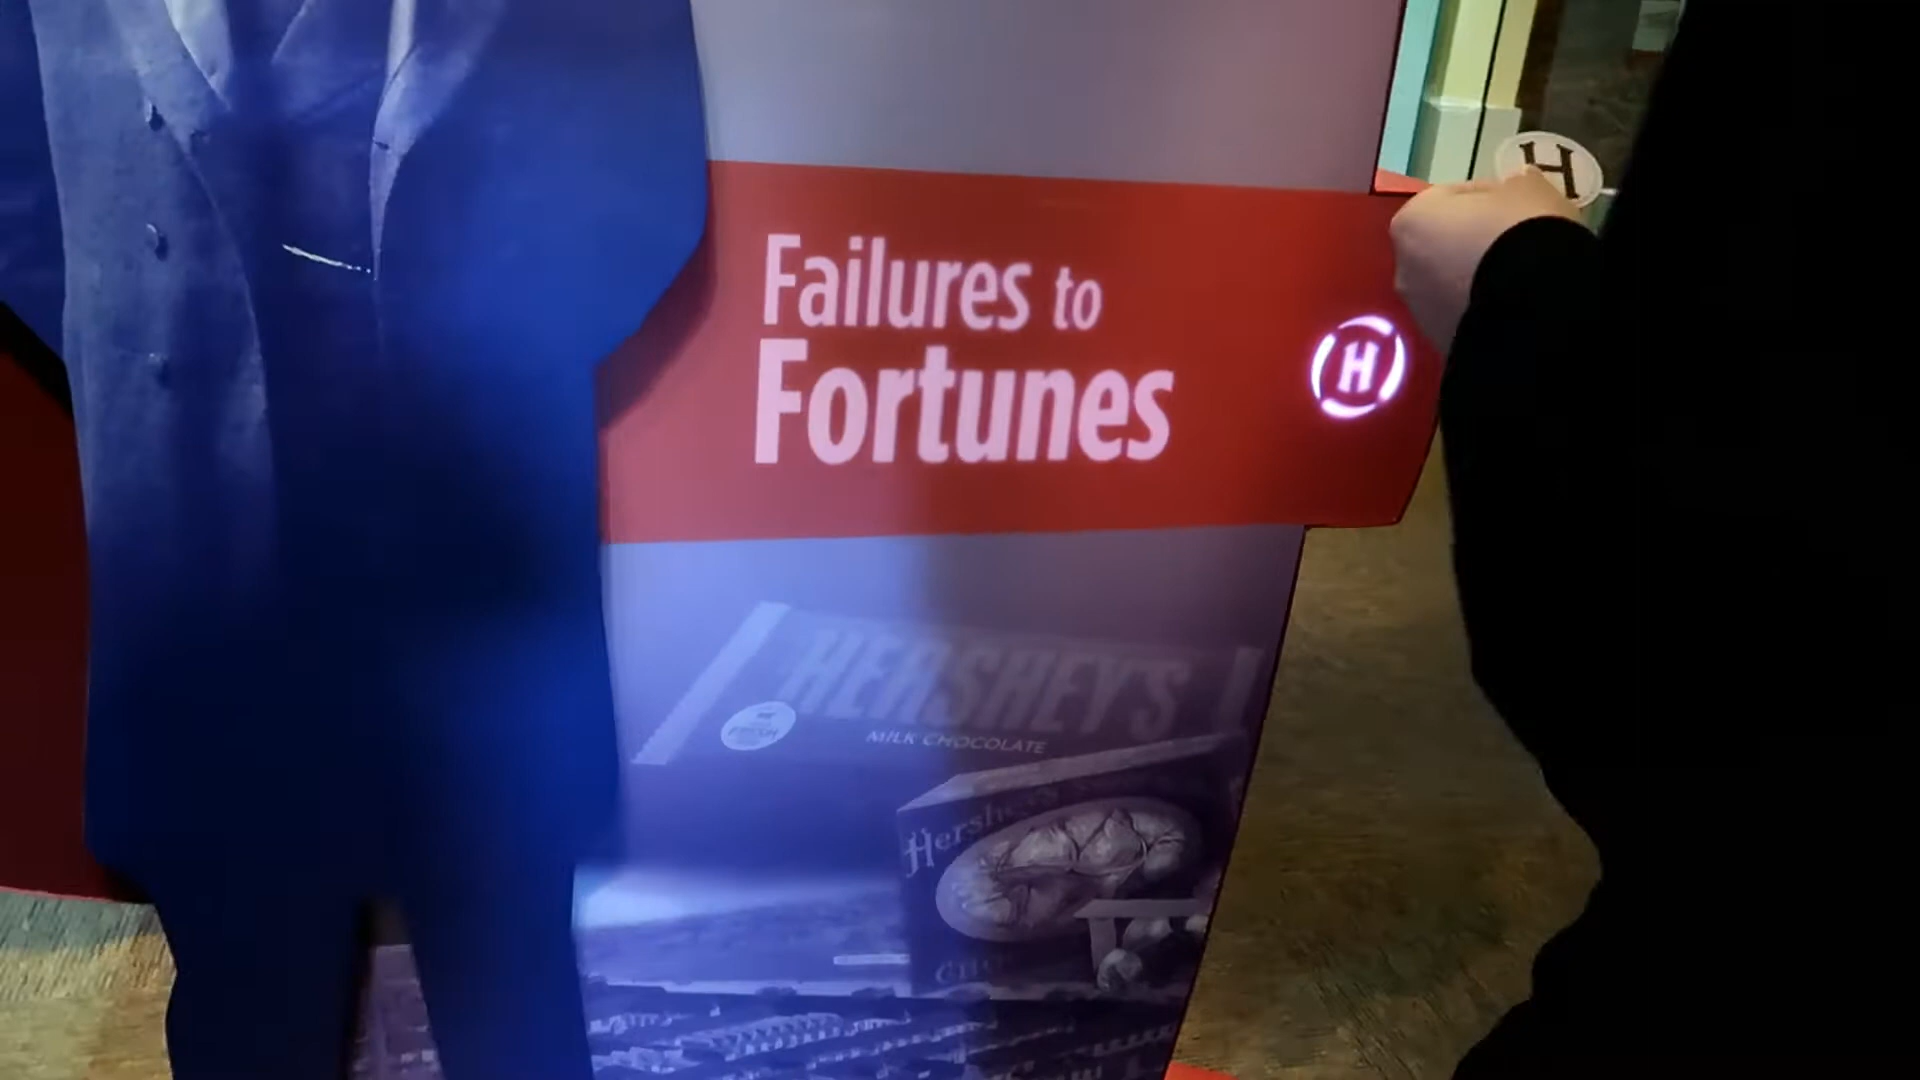 H
Failures to
Fortunes
H
HERSHEY'S
MILK CHOCOLATE
Hershey's